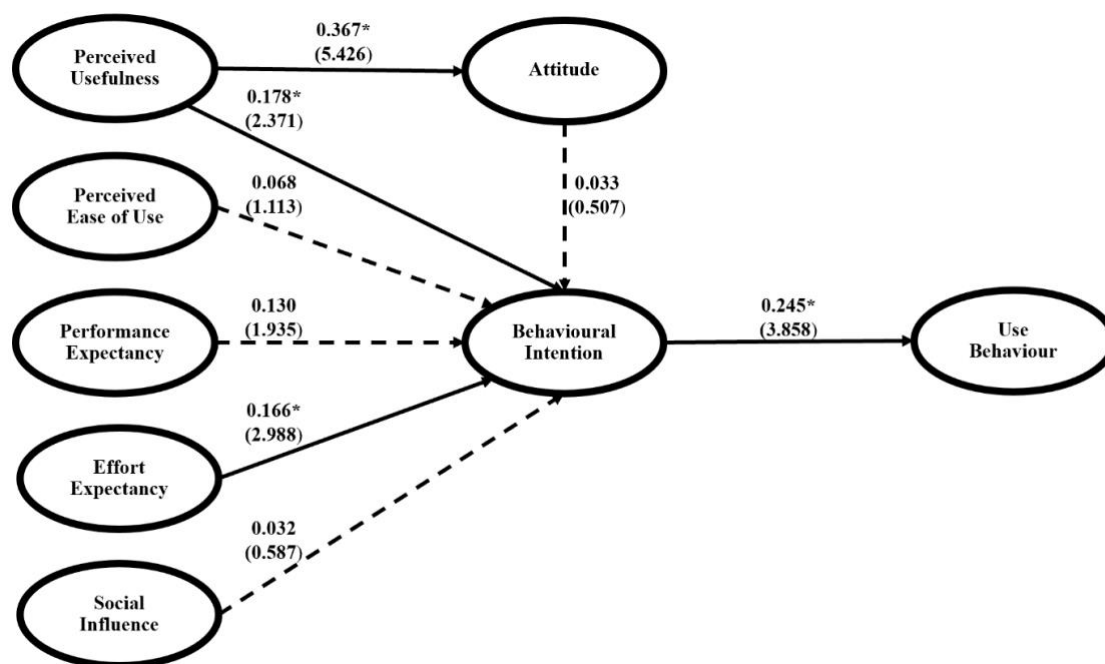 Perceived
Usefulness
0.367*
(5.426)
Attitude
0.178*
(2.371)
Perceived
Ease of Use
0.068
(1.113)
0.033
(0.507)
Performance
Expectancy
0.130
(1.935)
Behavioural
Intention
0.245*
(3.858)
Use
Behaviour
Effort
Expectancy
0.166*
(2.988)
0.032
(0.587)
Social
Influence